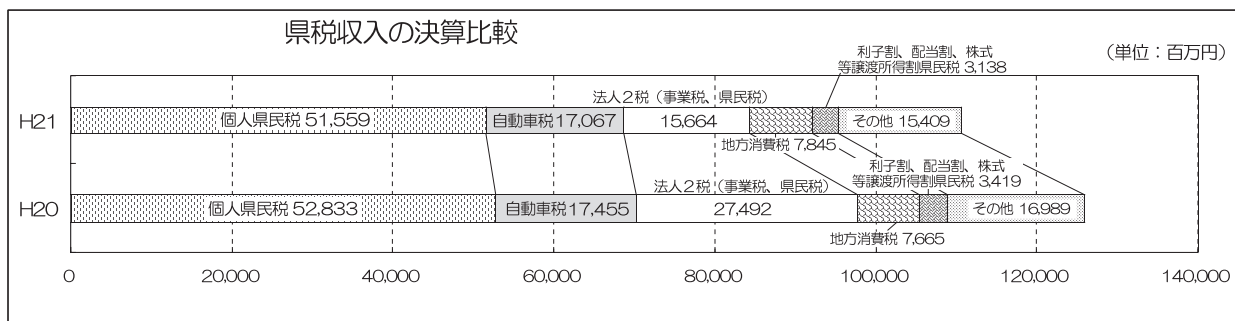 県税収入の決算比較
(単位：百万円)
利子割、配当割、株式
等譲渡所得割県民税 3,138
法人２税（事業税、県民税）
H21
個人県民税 51,559
自動車税17,067
15,664
その他 15,409
地方消費税 7,845
利子割、配当割、株式
等譲渡所得割県民税 3,419
法人２税（事業税、県民税）
H20
個人県民税 52,833
自動車税17,455
27,492
その他 16,989
地方消費税 7,665
0 20,000 40,000 60,000 80,000 100,000 120,000 140,000